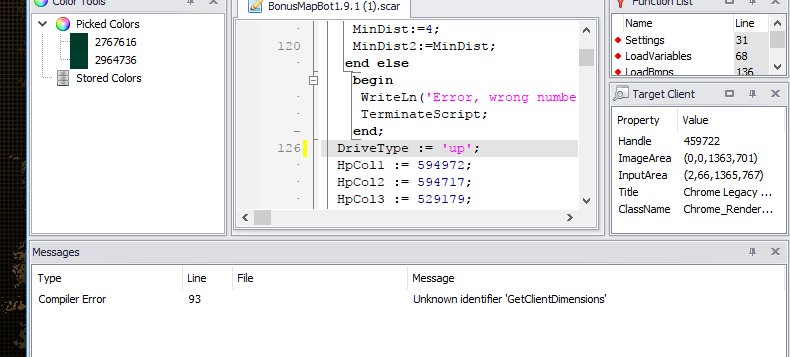 Color Tools
Picked Colors
2767616
2964736
Stored Colors
BonusMapBot1.9.1 (1).scar
MinDist:=4;
120 MinDist2:=MinDist;
end else
begin
WriteLn('Error, wrong numbe
TerminateScript;
end;
126 DriveType := 'up';
HpCol1 := 594972;
HpCol2 := 594717;
HpCol3 := 529179;
Function List
Name Line
Settings 31
LoadVariables 68
LoadBmps 136
Target Client
Property Value
Handle 459722
ImageArea (0,0,1363,701)
InputArea (2,66,1365,767)
Title Chrome Legacy ...
ClassName Chrome_Render...
Messages
Type Line File Message
Compiler Error 93 Unknown identifier 'GetClientDimensions'